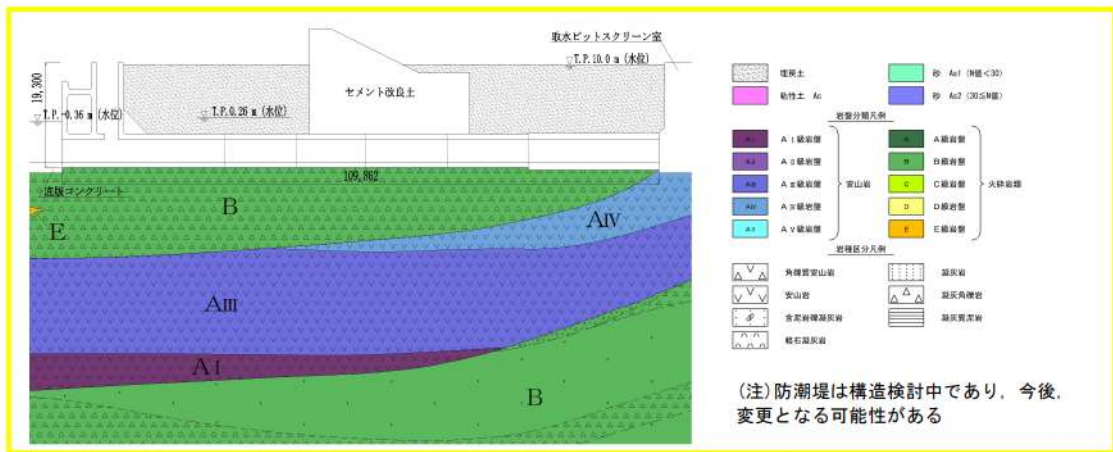 取水ピットスクリーン室
T.P.10.0 m (水位)
19,300
セメント改良土
T.P.-0.36 m (水位)
T.P.0.26 m (水位)
109,862
底版コンクリート
B
E
AⅣ
AⅢ
AⅠ
B
埋戻土
砂 As1 (N値<30)
粘性土 Ac
砂 As2 (30≦N値)
岩盤分類凡例
AⅠ級岩盤
A
A級岩盤
AⅡ級岩盤
B
B級岩盤
AⅢ級岩盤
安山岩
C
C級岩盤
火砕岩類
AⅣ級岩盤
D
D級岩盤
AⅤ級岩盤
E
E級岩盤
岩種区分凡例
角礫質安山岩
凝灰岩
安山岩
凝灰角礫岩
含泥岩礫凝灰岩
凝灰質泥岩
軽石凝灰岩
(注)防潮堤は構造検討中であり，今後，
変更となる可能性がある